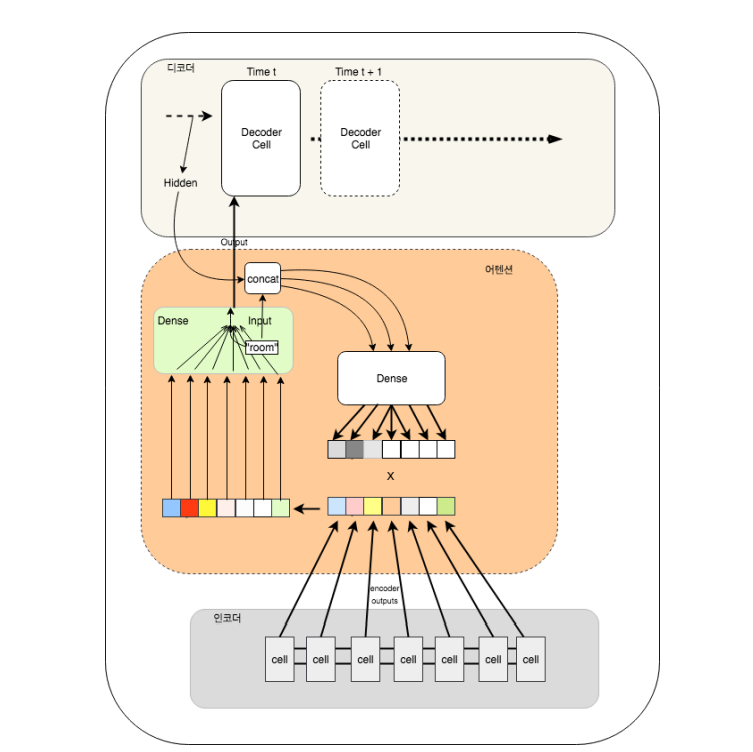 디코더
Time t
Time t + 1
Decoder
Cell
Decoder
Cell
Hidden
Output
어텐션
concat
Dense
Input
"room"
Dense
X
encoder
outputs
인코더
cell
cell
cell
cell
cell
cell
cell